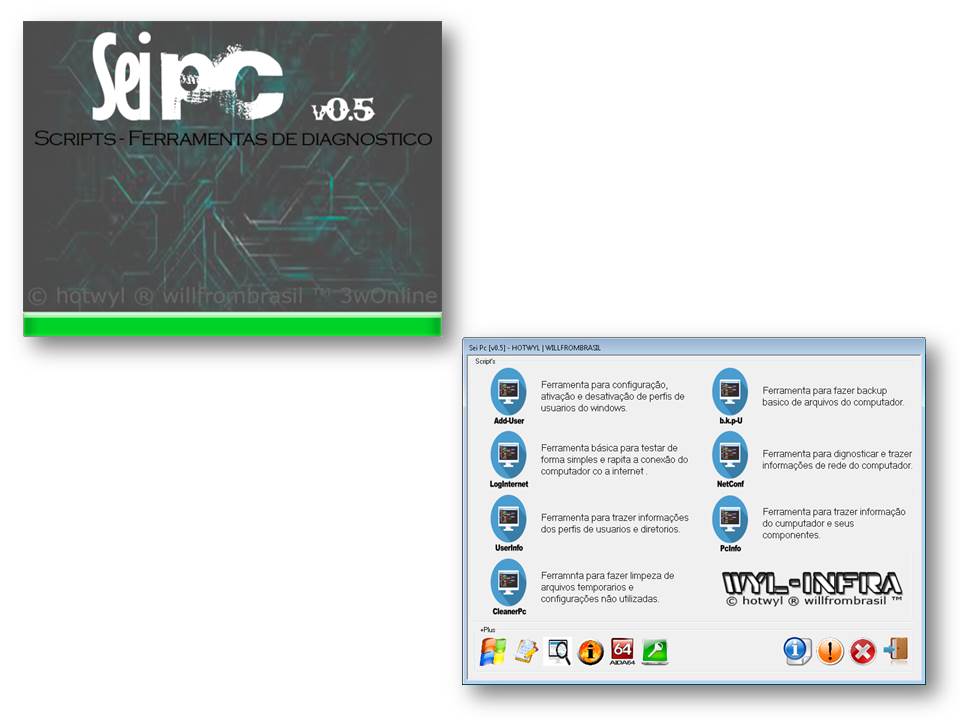 Sei PC v0.5
SCRIPTS - FERRAMENTAS DE DIAGNOSTICO
© hotwyl ® willfrombrasil ™ 3wOnline
Sei Pc [v0.5] - HOTWYL | WILLFROMBRASIL
Script's
Ferramenta para configuração,
ativação e desativação de perfis de
usuarios do windows.
Add-User
Ferramenta para fazer backup
basico de arquivos do computador.
b.k.p-U
Ferramenta básica para testar de
forma simples e rapita a conexão do
computador co a internet .
LogInternet
Ferramenta para dignosticar e trazer
informações de rede do computador.
NetConf
Ferramenta para trazer informações
dos perfis de usuarios e diretorios.
UserInfo
Ferramenta para trazer informação
do cumputador e seus
componentes.
PcInfo
Ferramnta para fazer limpeza de
arquivos temporarios e
configurações não utilizadas.
CleanerPc
WYL-INFRA
© hotwyl ® willfrombrasil ™
+Plus
64
AIDA64